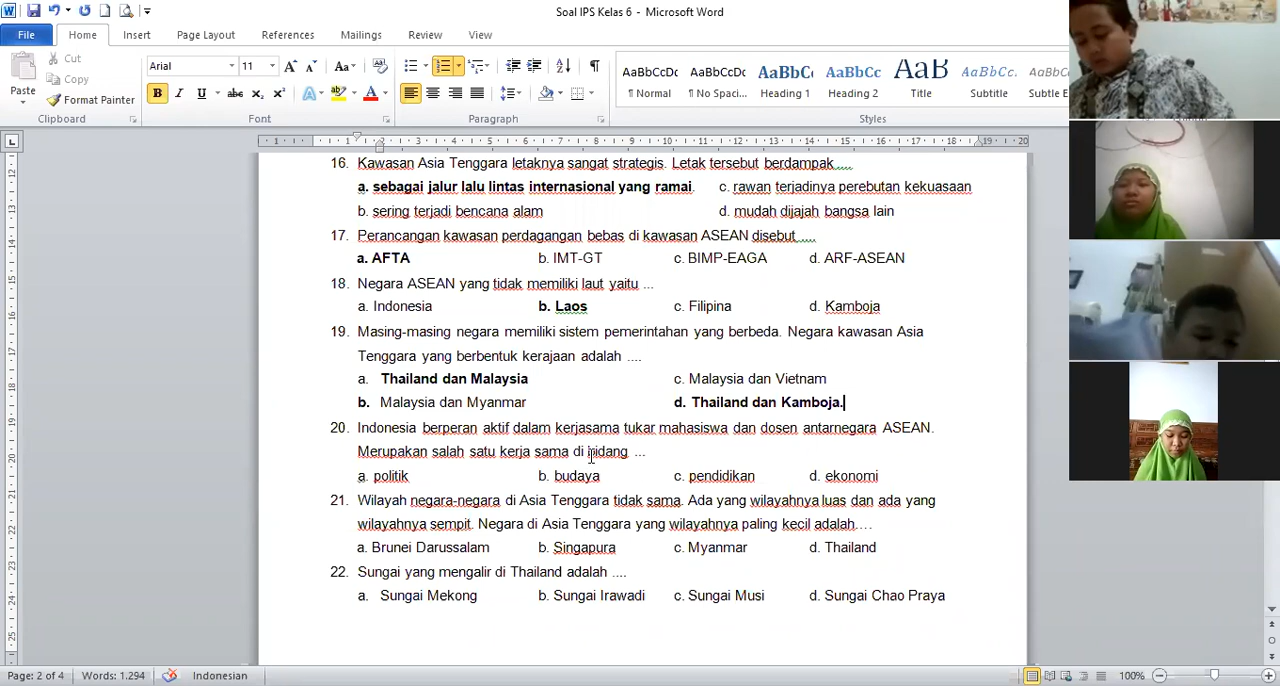 Soal IPS Kelas 6 - Microsoft Word
File Home Insert Page Layout References Mailings Review View
Cut
Copy
Paste Format Painter
Arial 11
AaBbCcDc AaBbCcDc AaBbC AaBbCc AaB AaBbCc. AaBbCcD
¶ Normal ¶ No Spaci... Heading 1 Heading 2 Title Subtitle Subtle Em
Clipboard Font Paragraph Styles
16. Kawasan Asia Tenggara letaknya sangat strategis. Letak tersebut berdampak....
a. sebagai jalur lalu lintas internasional yang ramai. c. rawan terjadinya perebutan kekuasaan
b. sering terjadi bencana alam d. mudah dijajah bangsa lain
17. Perancangan kawasan perdagangan bebas di kawasan ASEAN disebut ....
a. AFTA b. IMT-GT c. BIMP-EAGA d. ARF-ASEAN
18. Negara ASEAN yang tidak memiliki laut yaitu ...
a. Indonesia b. Laos c. Filipina d. Kamboja
19. Masing-masing negara memiliki sistem pemerintahan yang berbeda. Negara kawasan Asia
Tenggara yang berbentuk kerajaan adalah ....
a. Thailand dan Malaysia c. Malaysia dan Vietnam
b. Malaysia dan Myanmar d. Thailand dan Kamboja.
20. Indonesia berperan aktif dalam kerjasama tukar mahasiswa dan dosen antarnegara ASEAN.
Merupakan salah satu kerja sama di bidang ...
a. politik b. budaya c. pendidikan d. ekonomi
21. Wilayah negara-negara di Asia Tenggara tidak sama. Ada yang wilayahnya luas dan ada yang
wilayahnya sempit. Negara di Asia Tenggara yang wilayahnya paling kecil adalah....
a. Brunei Darussalam b. Singapura c. Myanmar d. Thailand
22. Sungai yang mengalir di Thailand adalah ....
a. Sungai Mekong b. Sungai Irawadi c. Sungai Musi d. Sungai Chao Praya
Page: 2 of 4 Words: 1.294 Indonesian 100%